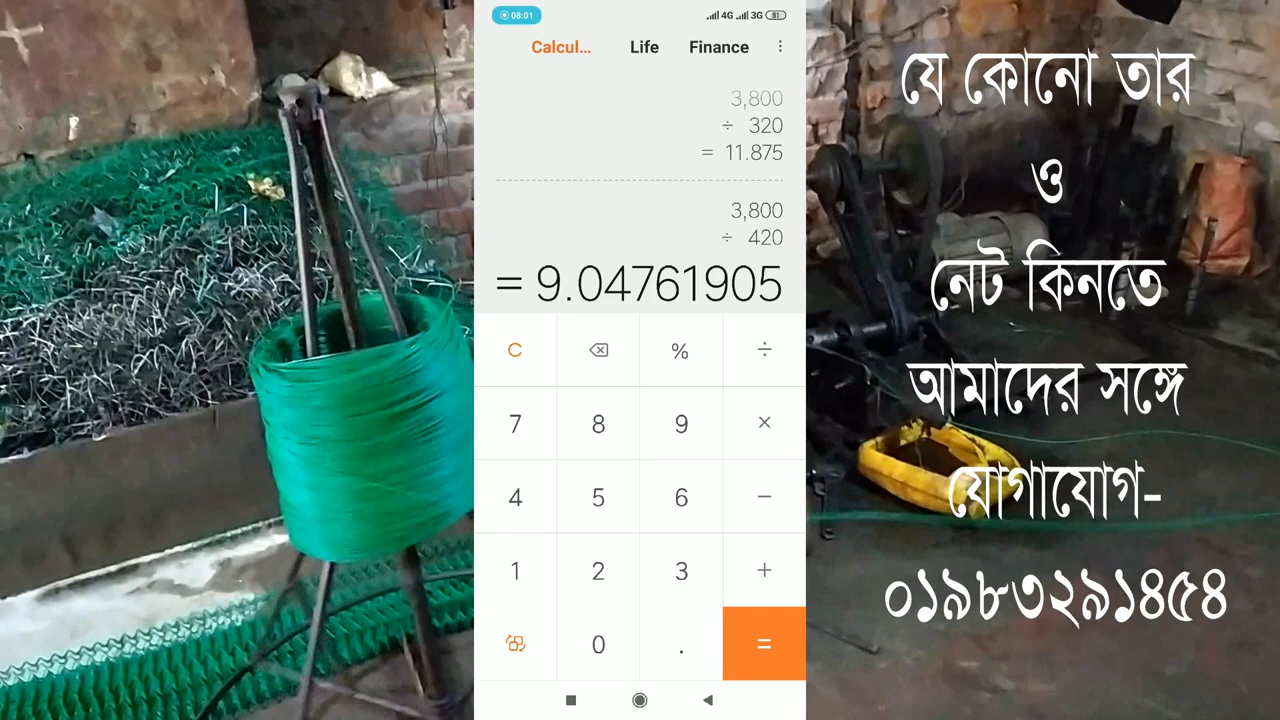 08:01
4G 3G 81
Calcul... Life Finance
3,800
÷ 320
= 11.875
3,800
÷ 420
= 9.04761905
C % ÷
7 8 9 ×
4 5 6 −
1 2 3 +
0 . =
যে কোনো তার
ও
নেট কিনতে
আমাদের সঙ্গে
যোগাযোগ-
০১৯৮৩২৯১৪৫৪